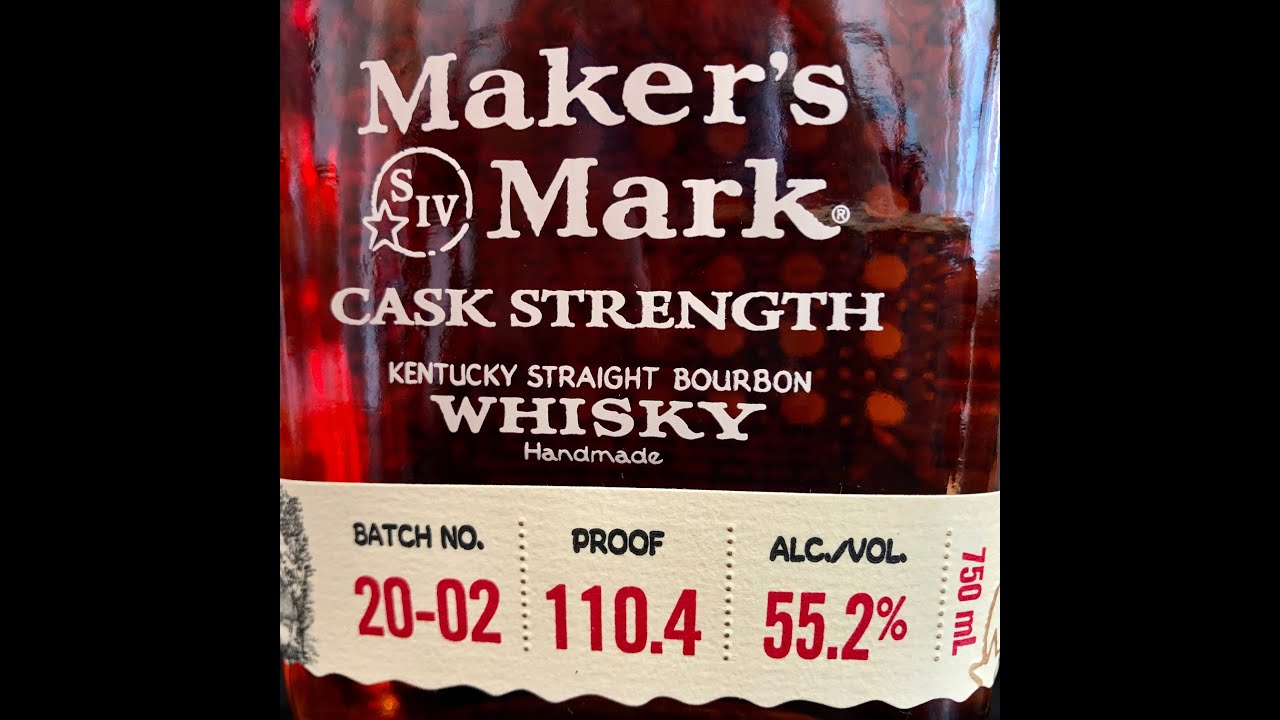 Maker's
S IV Mark®
CASK STRENGTH
KENTUCKY STRAIGHT BOURBON
WHISKY
Handmade
BATCH NO. PROOF ALC./VOL.
20-02 110.4 55.2%
750 mL